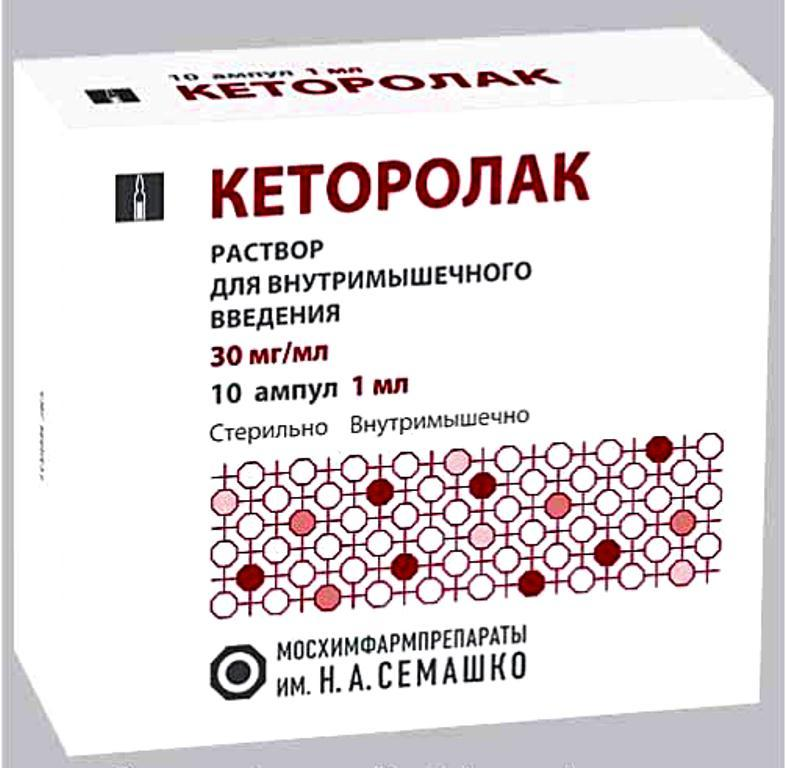 10 ампул 1 мл
КЕТОРОЛАК
КЕТОРОЛАК
РАСТВОР
ДЛЯ ВНУТРИМЫШЕЧНОГО
ВВЕДЕНИЯ
30 мг/мл
10 ампул 1 мл
Стерильно Внутримышечно
МОСХИМФАРМПРЕПАРАТЫ
ИМ. Н.А.СЕМАШКО